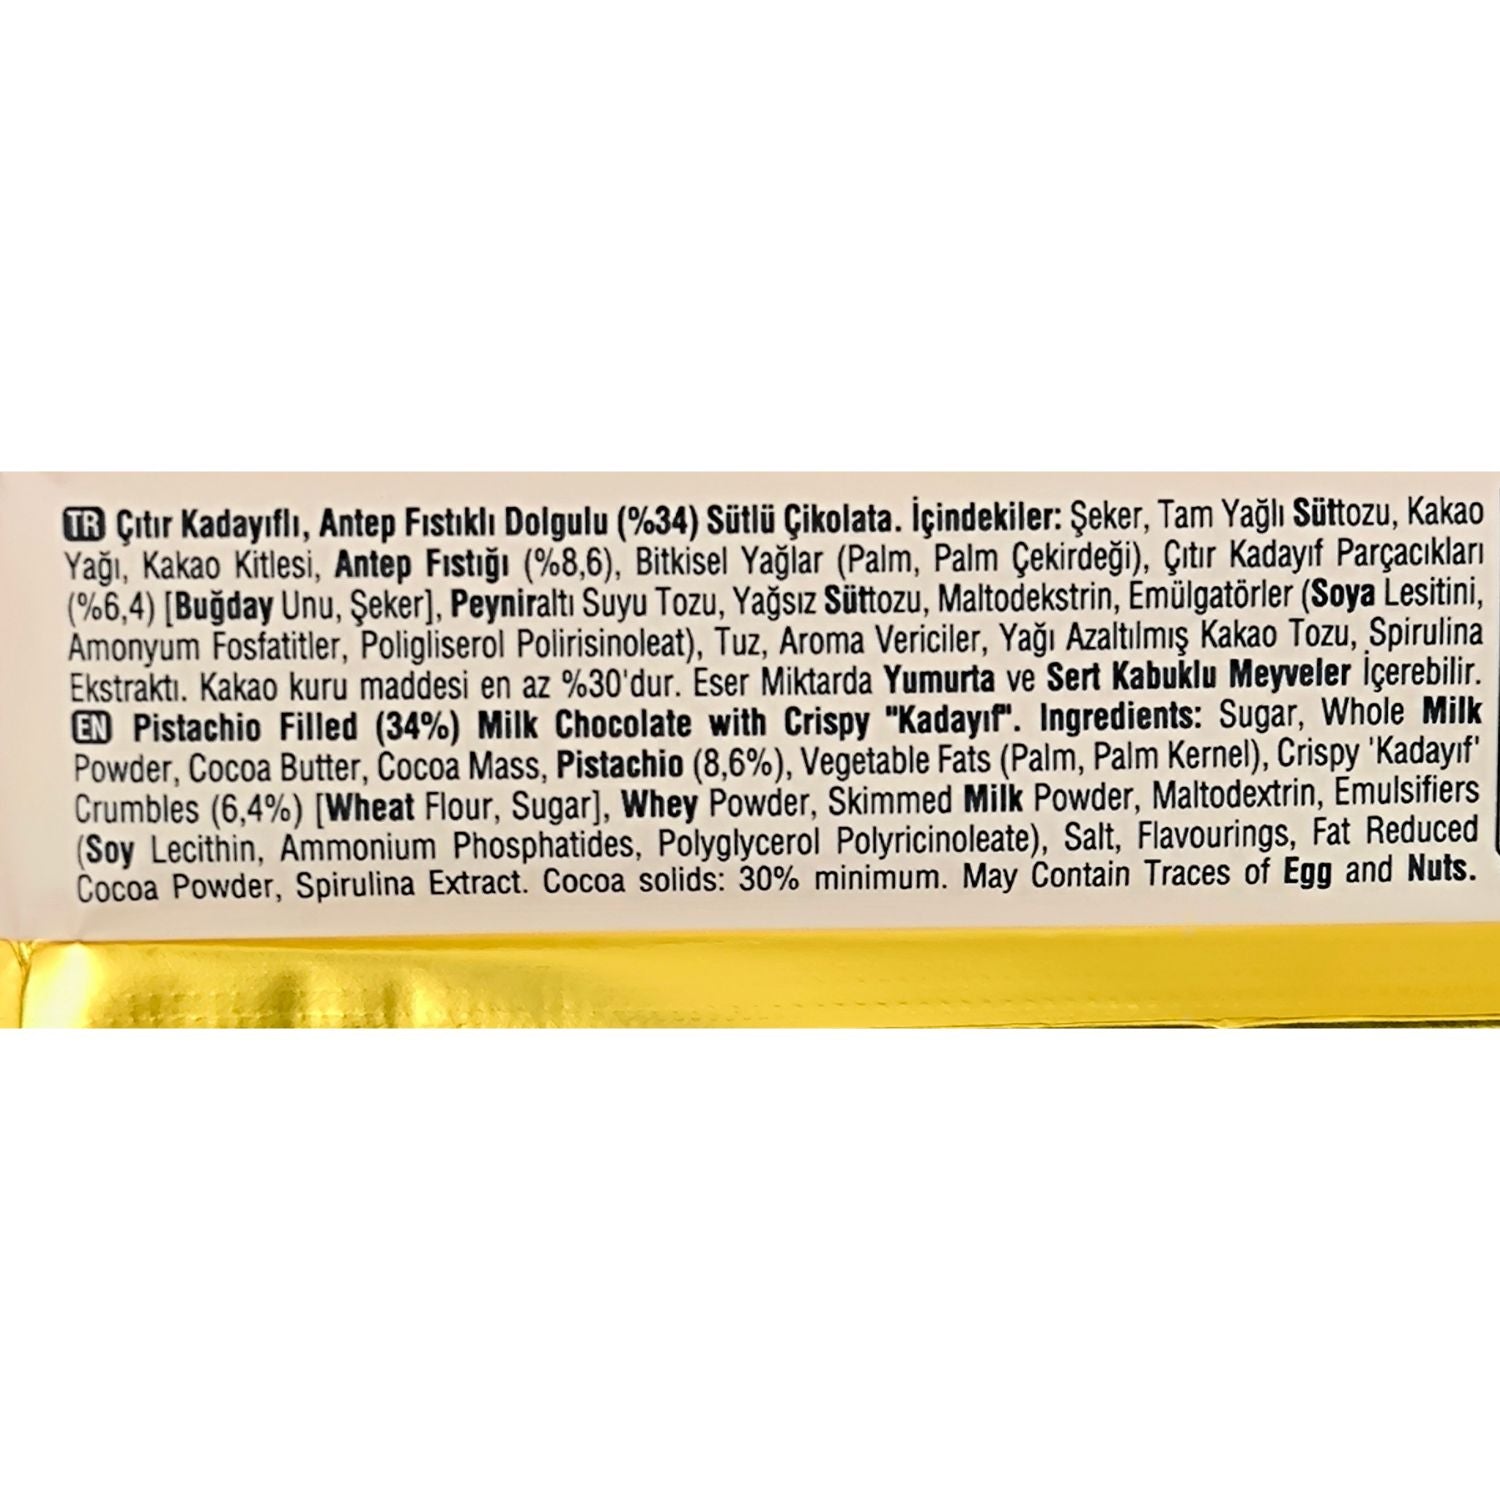 TR Çıtır Kadayıflı, Antep Fıstıklı Dolgulu (%34) Sütlü Çikolata. İçindekiler: Şeker, Tam Yağlı Süttozu, Kakao
Yağı, Kakao Kitlesi, Antep Fıstığı (%8,6), Bitkisel Yağlar (Palm, Palm Çekirdeği), Çıtır Kadayıf Parçacıkları
(%6,4) [Buğday Unu, Şeker], Peyniraltı Suyu Tozu, Yağsız Süttozu, Maltodekstrin, Emülgatörler (Soya Lesitini,
Amonyum Fosfatitler, Poligliserol Polirisinoleat), Tuz, Aroma Vericiler, Yağı Azaltılmış Kakao Tozu, Spirulina
Ekstraktı. Kakao kuru maddesi en az %30'dur. Eser Miktarda Yumurta ve Sert Kabuklu Meyveler İçerebilir.
EN Pistachio Filled (34%) Milk Chocolate with Crispy "Kadayıf". Ingredients: Sugar, Whole Milk
Powder, Cocoa Butter, Cocoa Mass, Pistachio (8,6%), Vegetable Fats (Palm, Palm Kernel), Crispy 'Kadayıf'
Crumbles (6,4%) [Wheat Flour, Sugar], Whey Powder, Skimmed Milk Powder, Maltodextrin, Emulsifiers
(Soy Lecithin, Ammonium Phosphatides, Polyglycerol Polyricinoleate), Salt, Flavourings, Fat Reduced
Cocoa Powder, Spirulina Extract. Cocoa solids: 30% minimum. May Contain Traces of Egg and Nuts.